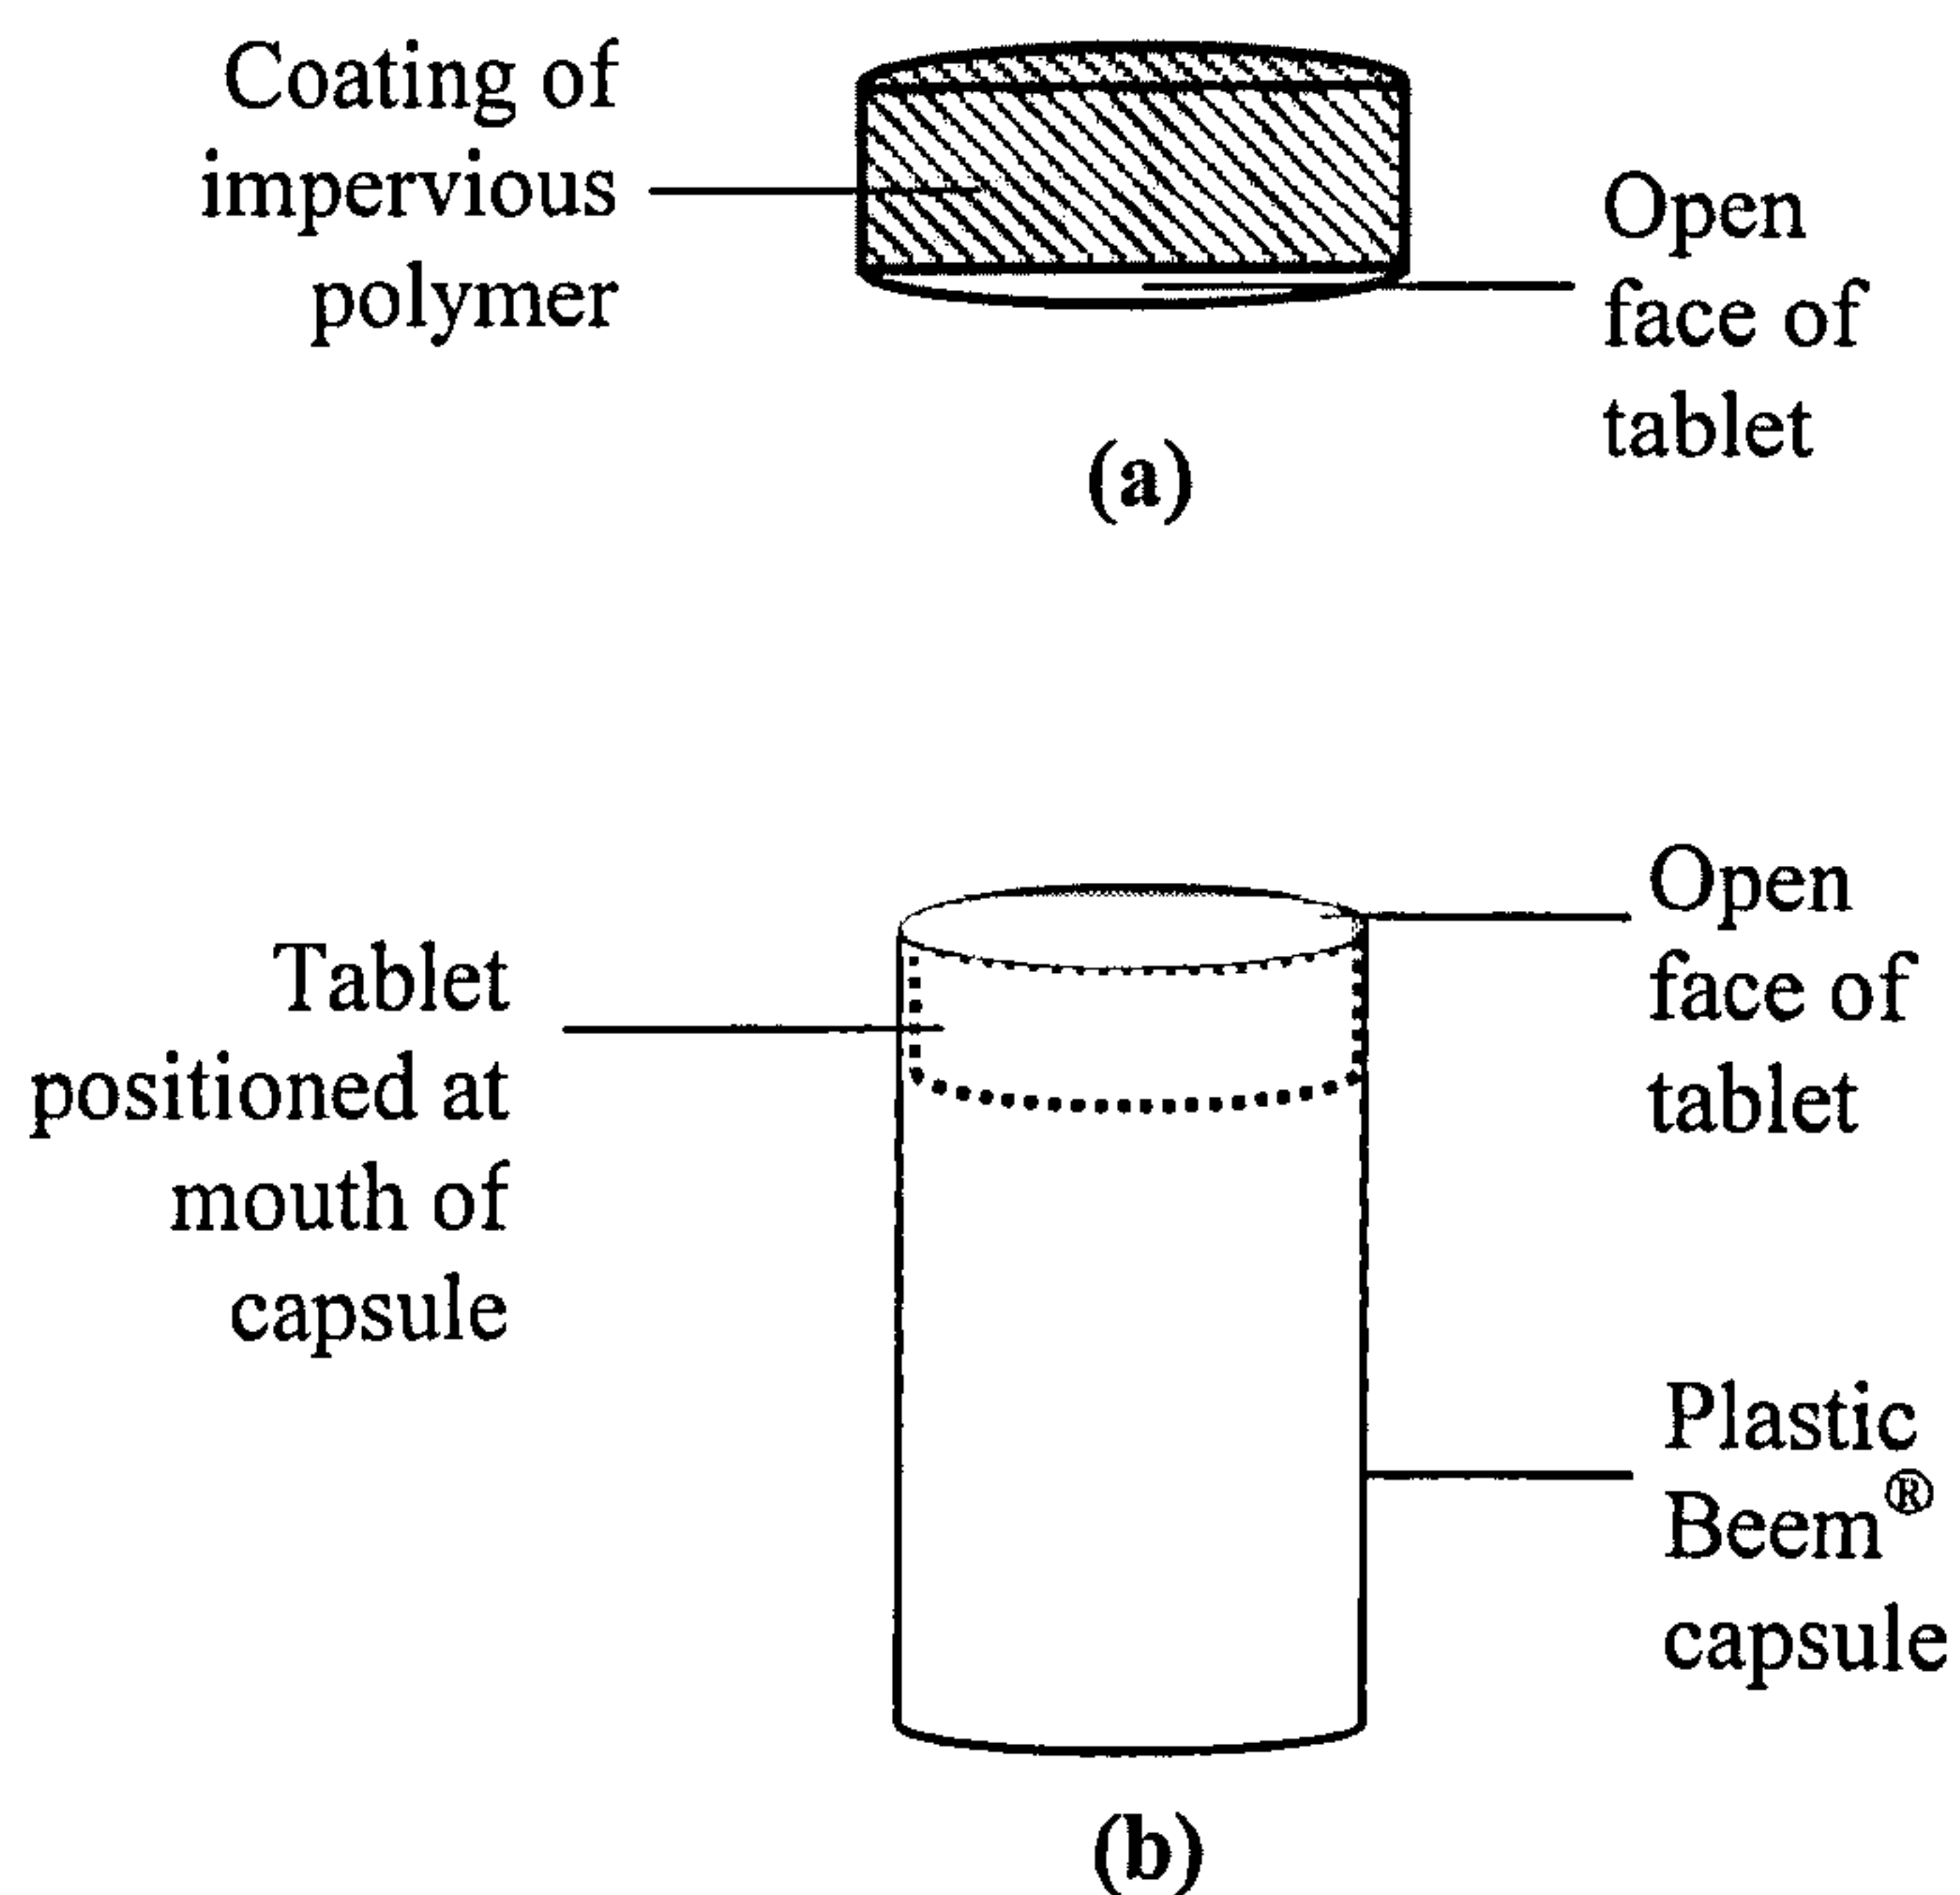 Coating of
impervious
polymer
Open
face of
tablet
(a)
Open
face of
tablet
Tablet
positioned at
mouth of
capsule
Plastic
Beem®
capsule
(b)